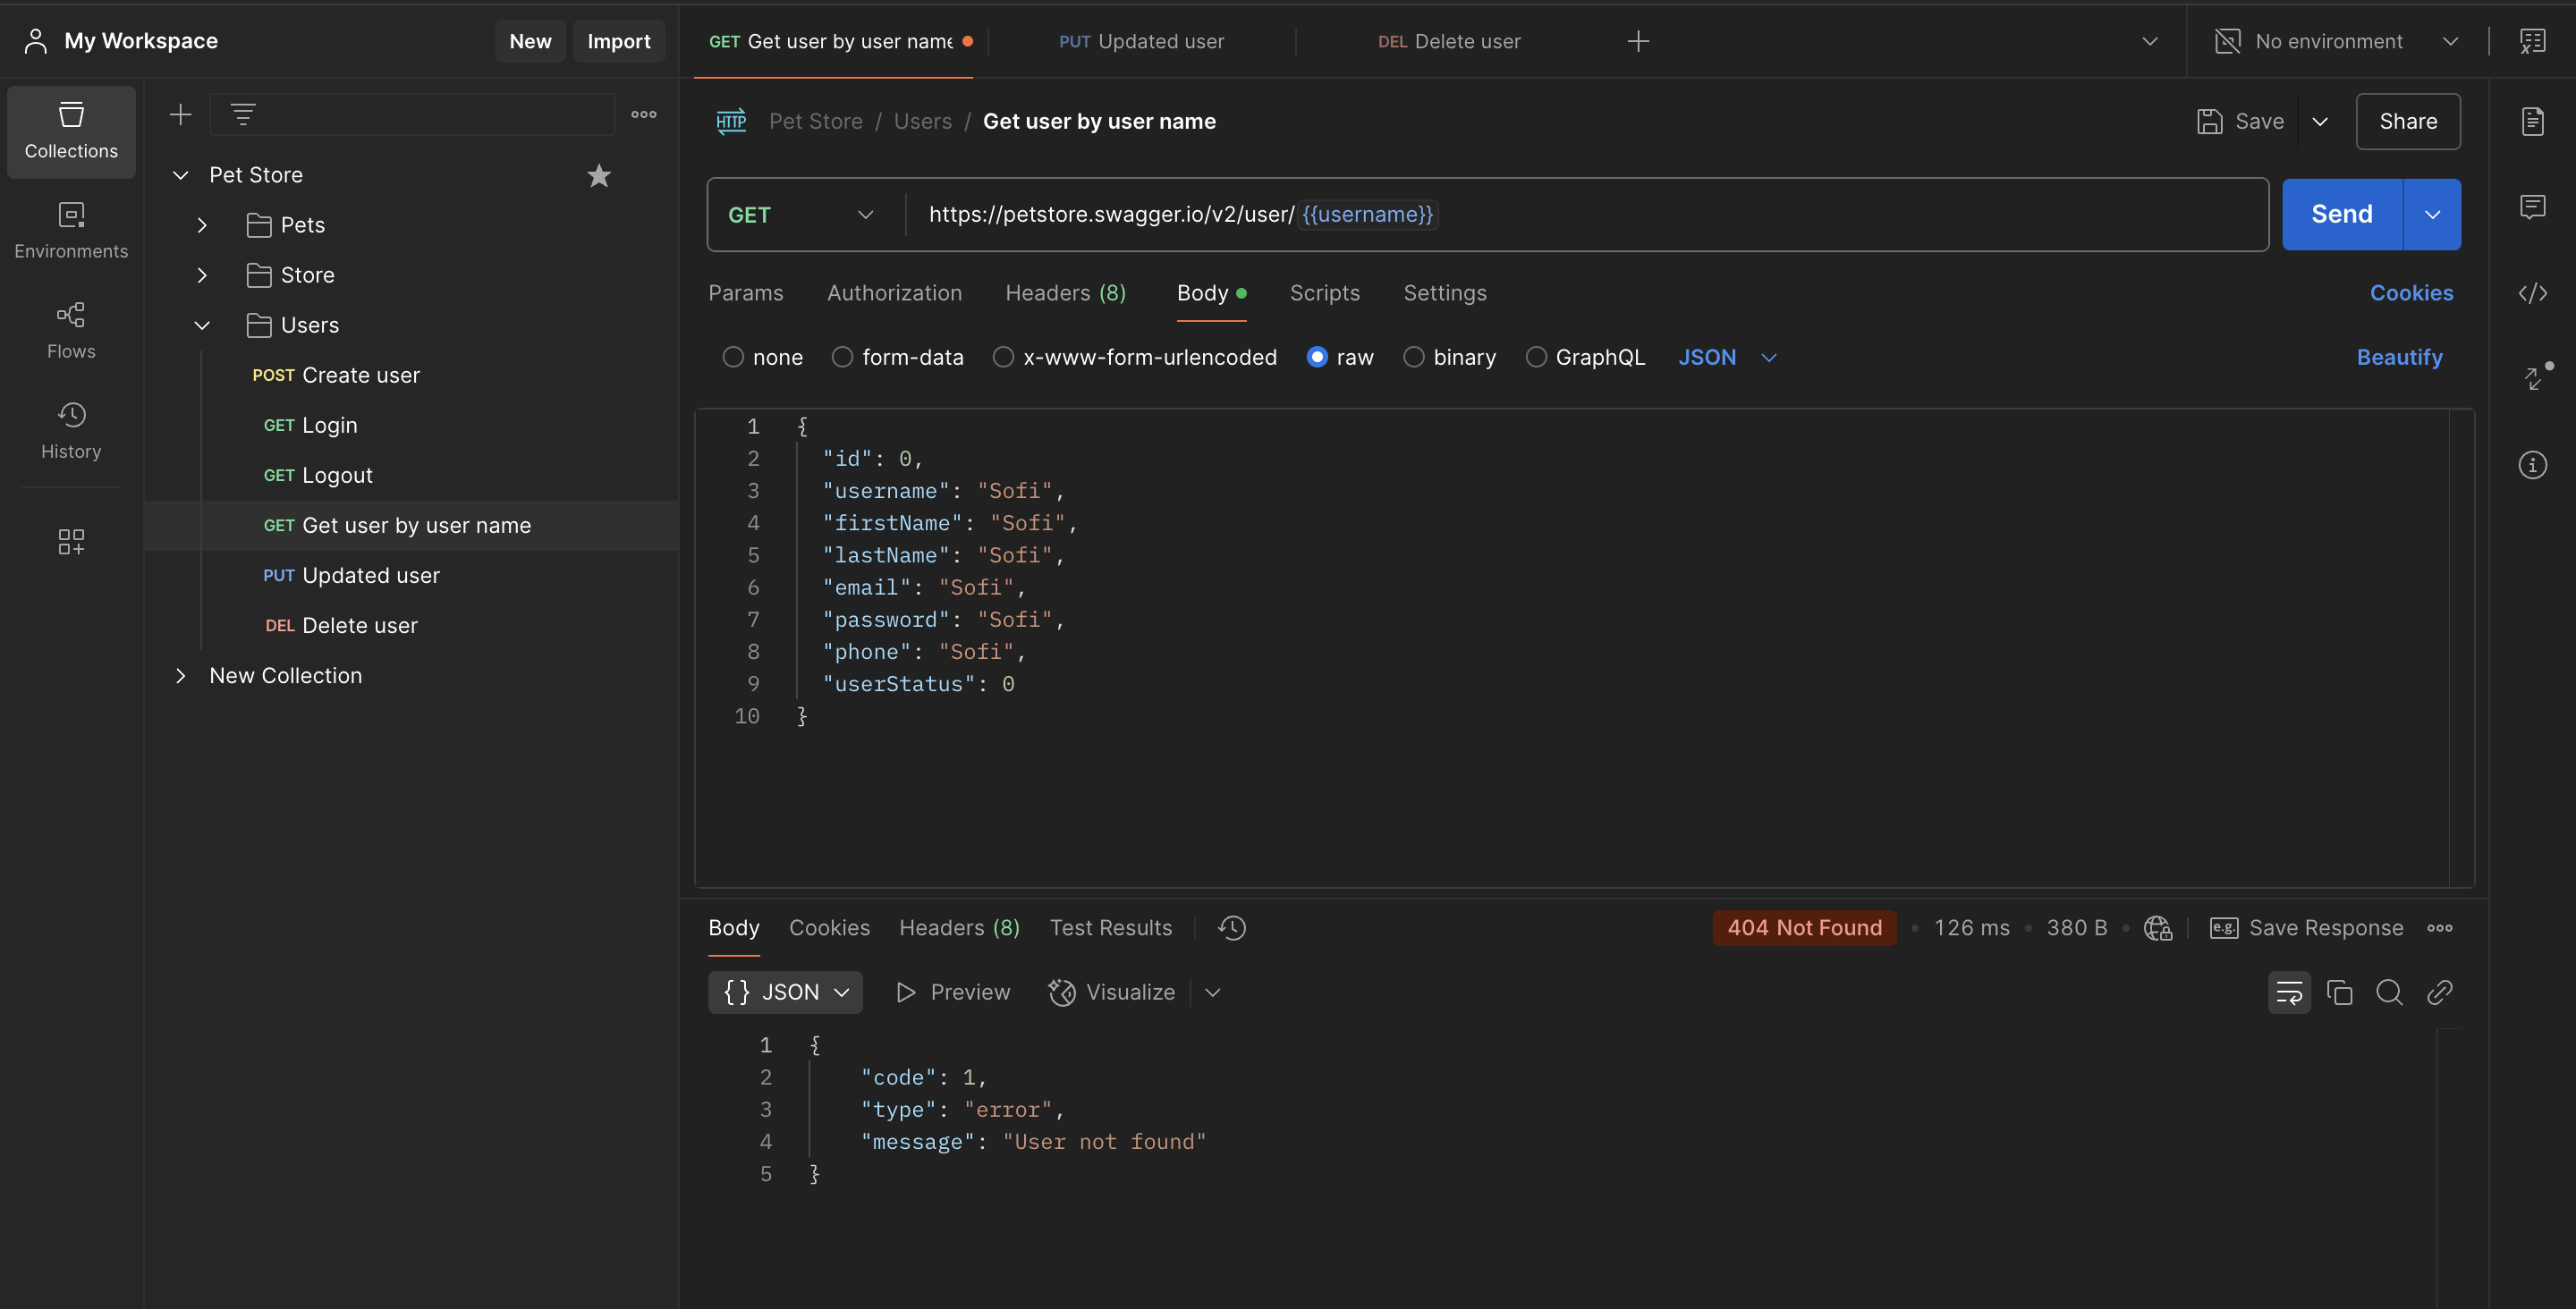 My Workspace New Import
GET Get user by user name PUT Updated user DEL Delete user No environment
Collections
Environments
Flows
History
Pet Store
Pets
Store
Users
POST Create user
GET Login
GET Logout
GET Get user by user name
PUT Updated user
DEL Delete user
New Collection
HTTP Pet Store / Users / Get user by user name Save Share
GET https://petstore.swagger.io/v2/user/{{username}} Send
Params Authorization Headers (8) Body Scripts Settings Cookies
none form-data x-www-form-urlencoded raw binary GraphQL JSON Beautify
1 {
2 "id": 0,
3 "username": "Sofi",
4 "firstName": "Sofi",
5 "lastName": "Sofi",
6 "email": "Sofi",
7 "password": "Sofi",
8 "phone": "Sofi",
9 "userStatus": 0
10 }
Body Cookies Headers (8) Test Results 404 Not Found • 126 ms • 380 B • e.g. Save Response
{} JSON Preview Visualize
1 {
2 "code": 1,
3 "type": "error",
4 "message": "User not found"
5 }